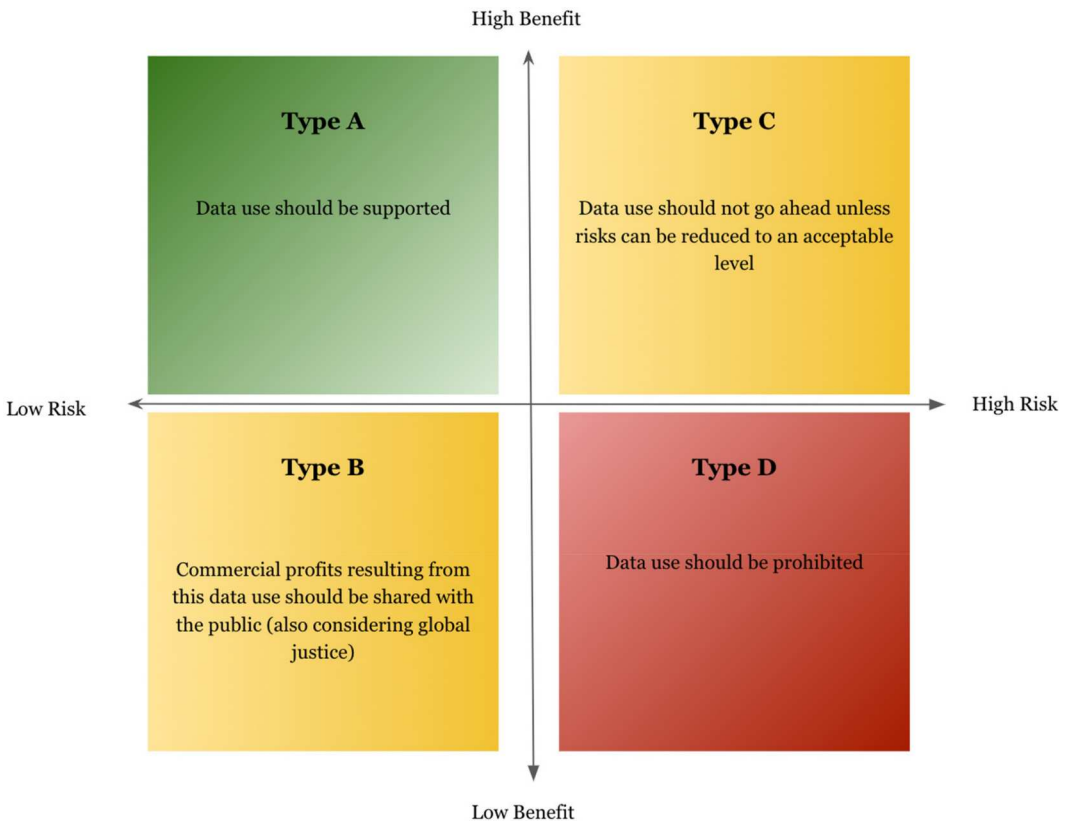 High Benefit
Type A
Data use should be supported
Type C
Data use should not go ahead unless
risks can be reduced to an acceptable
level
Low Risk
High Risk
Type B
Commercial profits resulting from
this data use should be shared with
the public (also considering global
justice)
Type D
Data use should be prohibited
Low Benefit